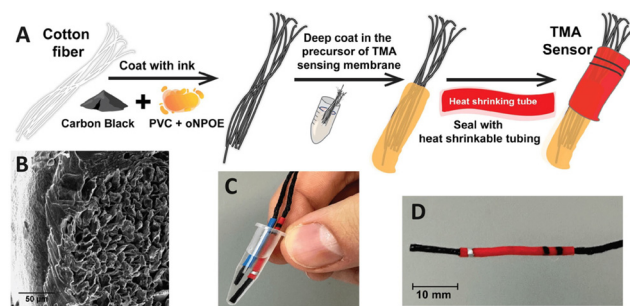 A
Cotton
fiber
Coat with ink
Carbon Black
PVC + oNPOE
Deep coat in the
precursor of TMA
sensing membrane
Heat shrinking tube
Seal with
heat shrinkable tubing
TMA
Sensor
B
50 µm
C
D
10 mm